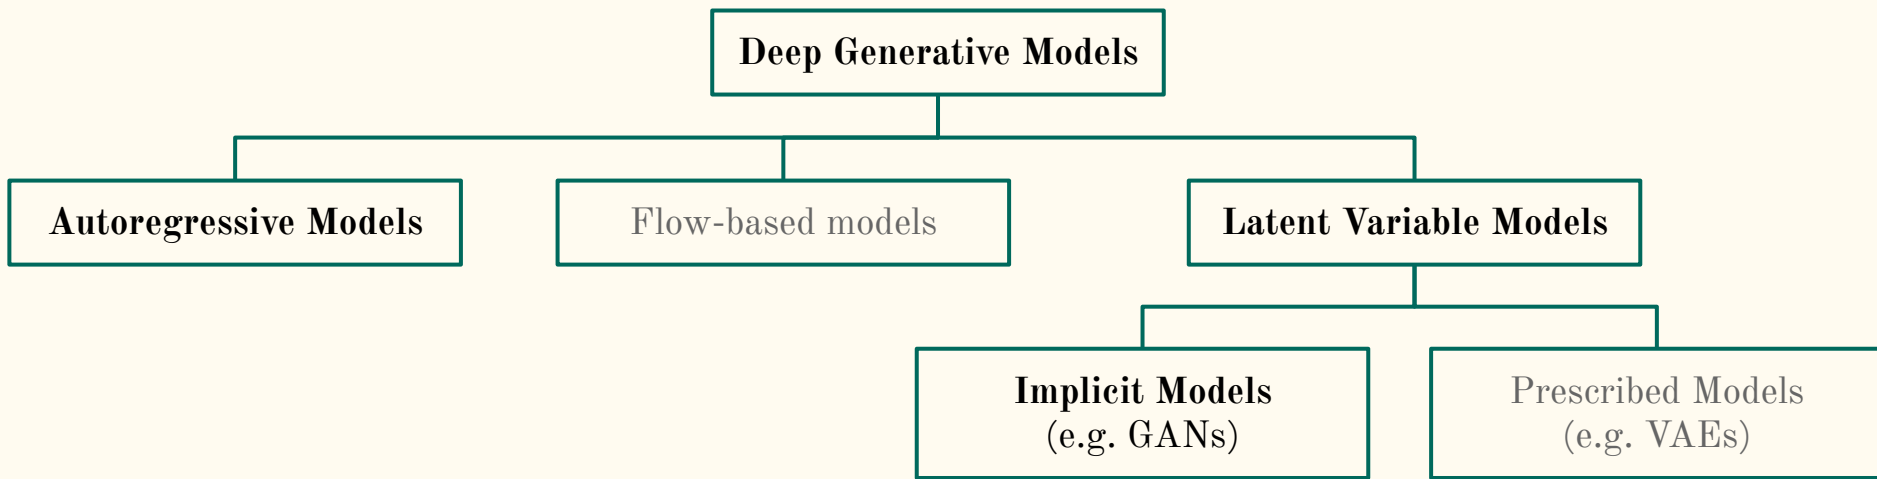 Deep Generative Models
Autoregressive Models
Flow-based models
Latent Variable Models
Implicit Models
(e.g. GANs)
Prescribed Models
(e.g. VAEs)